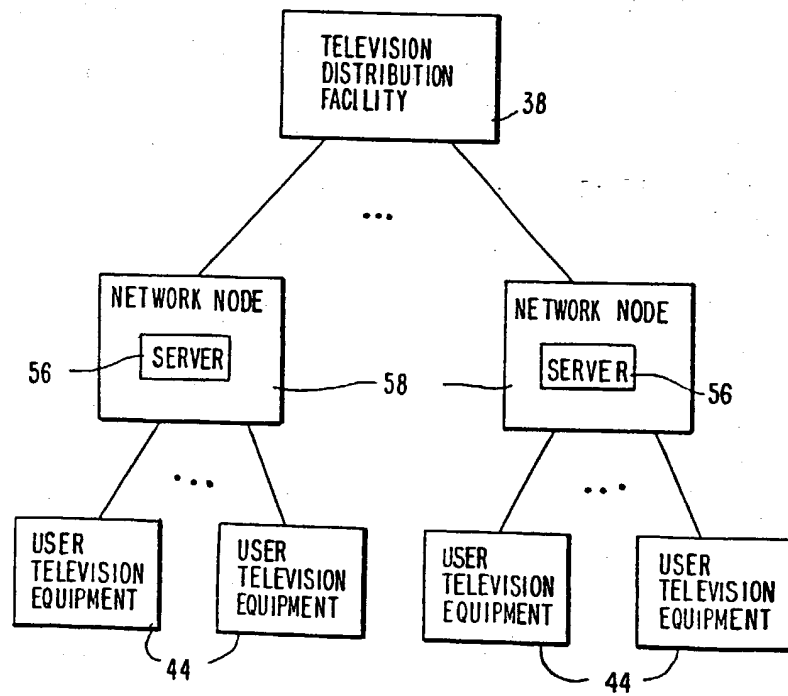 TELEVISION
DISTRIBUTION
FACILITY
38
...
NETWORK NODE
SERVER
56
58
NETWORK NODE
SERVER
56
...
...
USER
TELEVISION
EQUIPMENT
USER
TELEVISION
EQUIPMENT
44
USER
TELEVISION
EQUIPMENT
USER
TELEVISION
EQUIPMENT
44